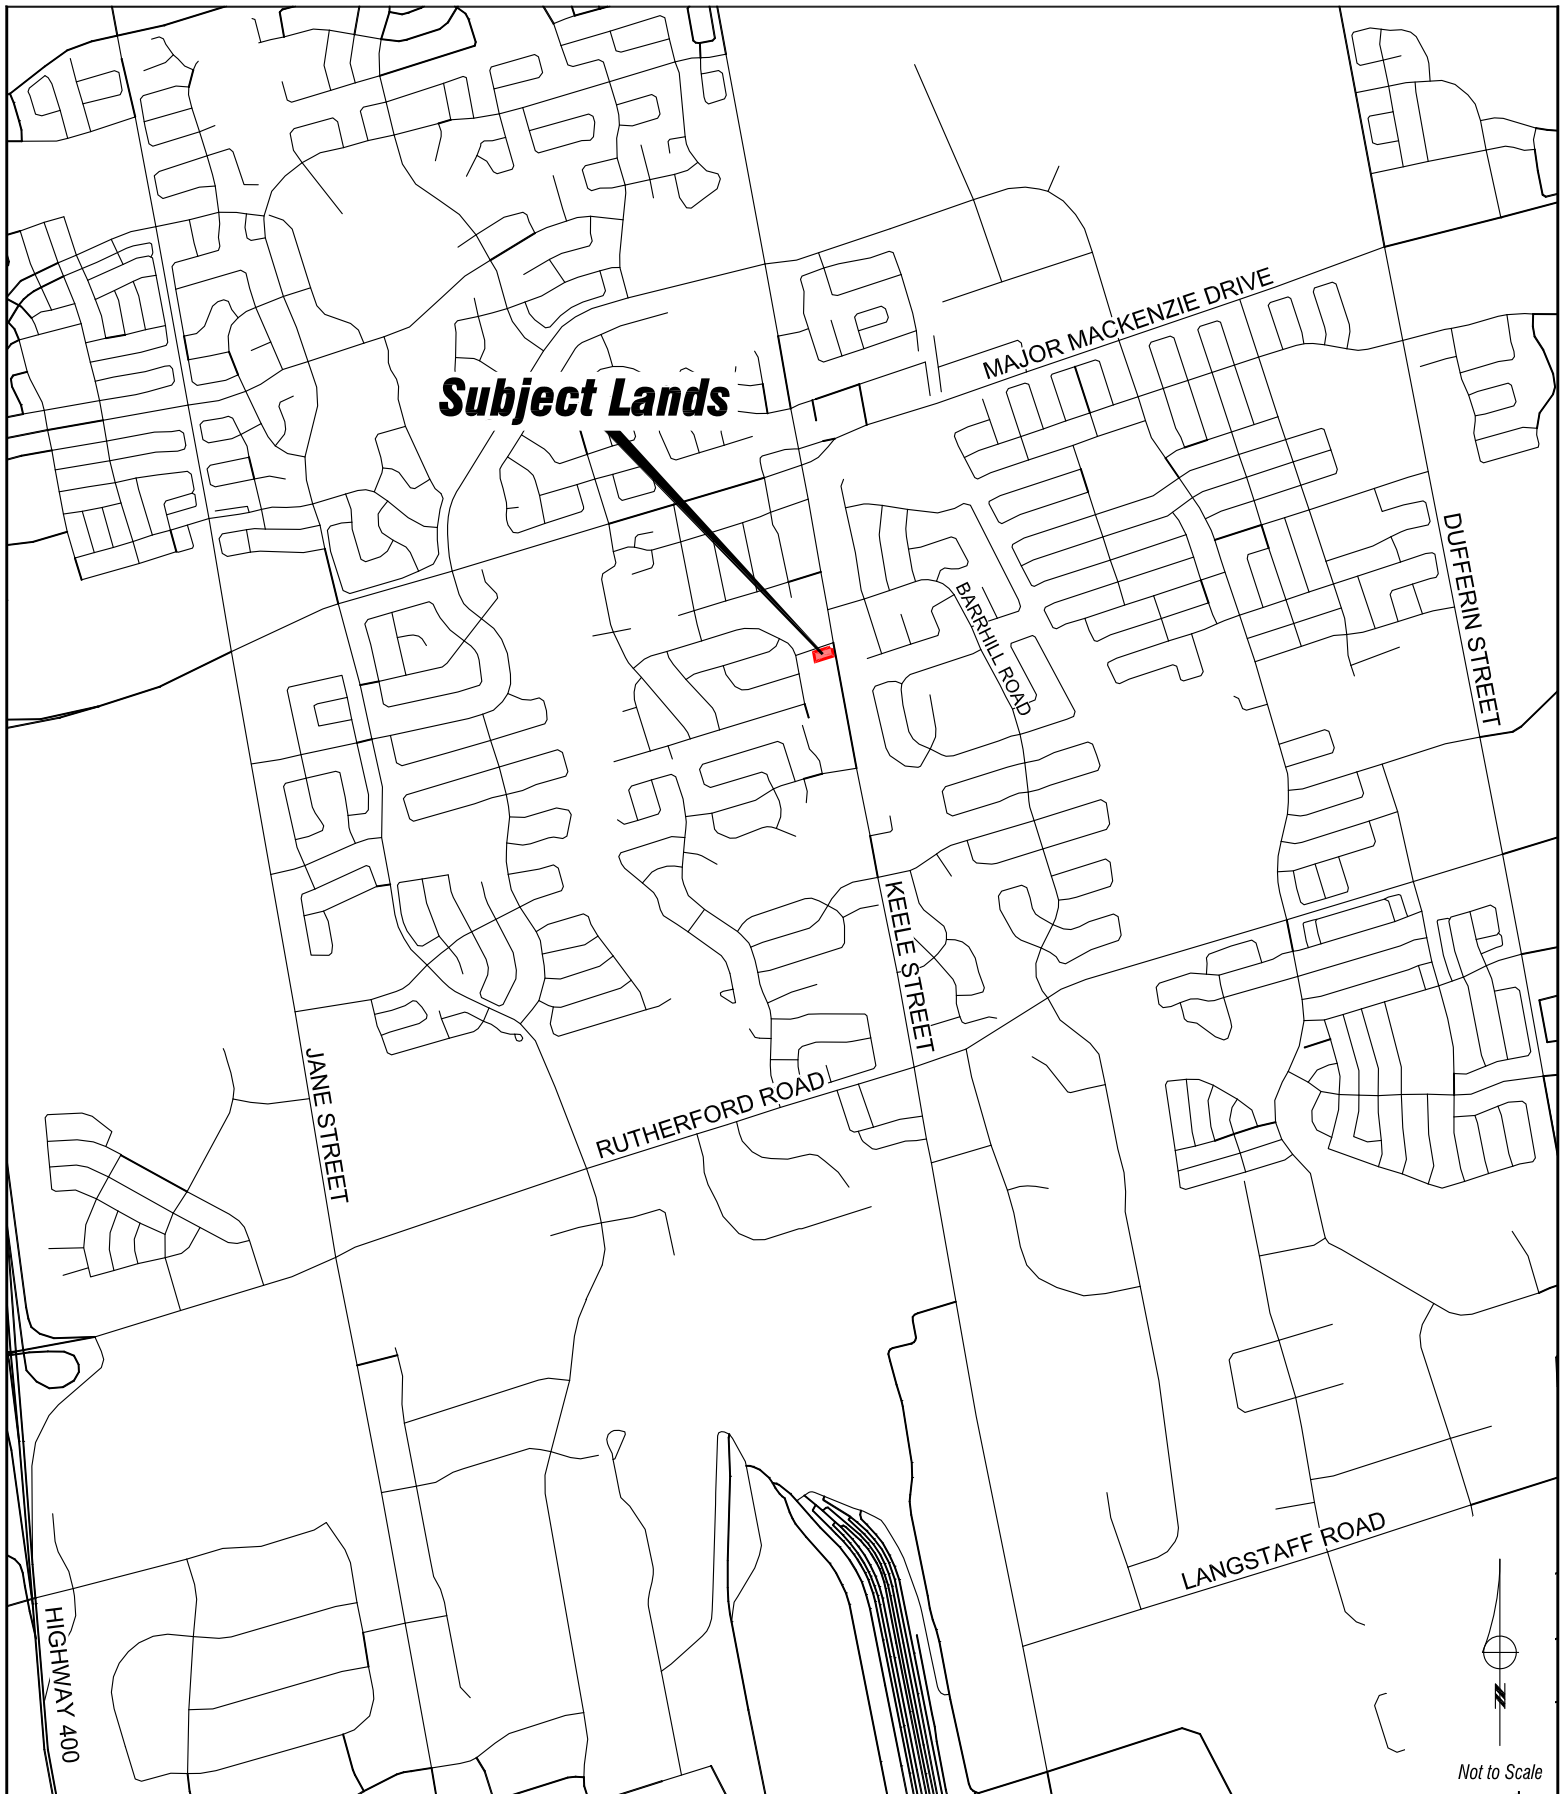 MAJOR MACKENZIE DRIVE
Subject Lands
DUFFERIN STREET
BARRHILL ROAD
KEELE STREET
JANE STREET
RUTHERFORD ROAD
LANGSTAFF ROAD
HIGHWAY 400
N
Not to Scale